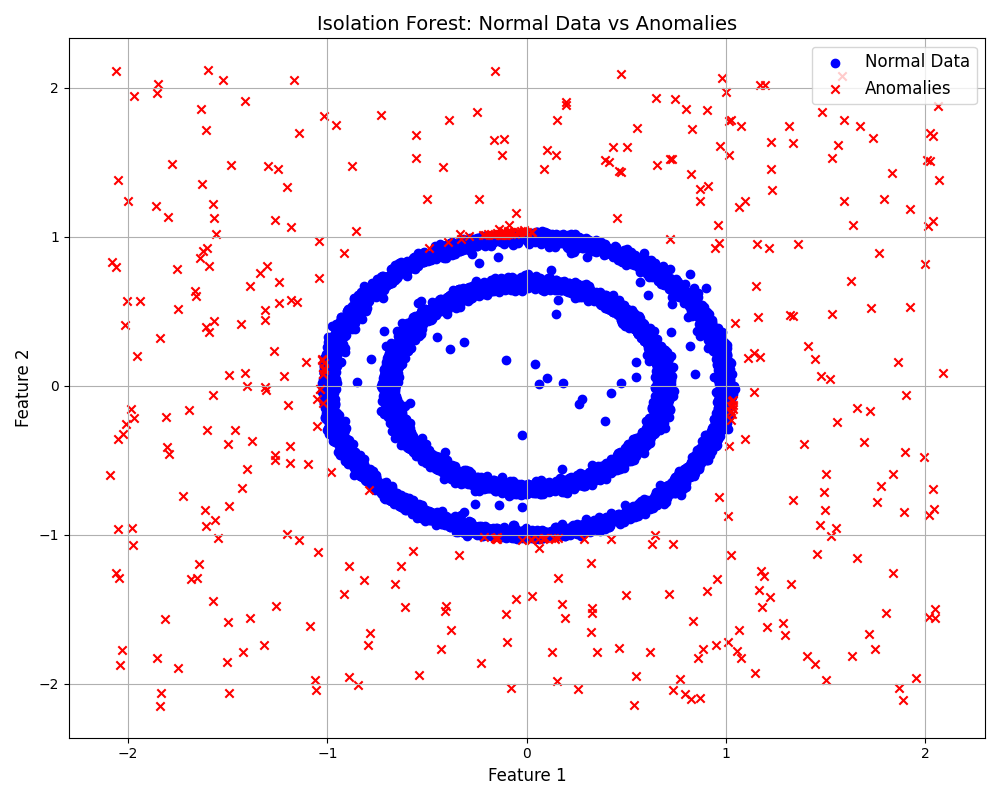 Isolation Forest: Normal Data vs Anomalies
Normal Data
Anomalies
Feature 2
2
1
0
−1
−2
−2
−1
0
1
2
Feature 1